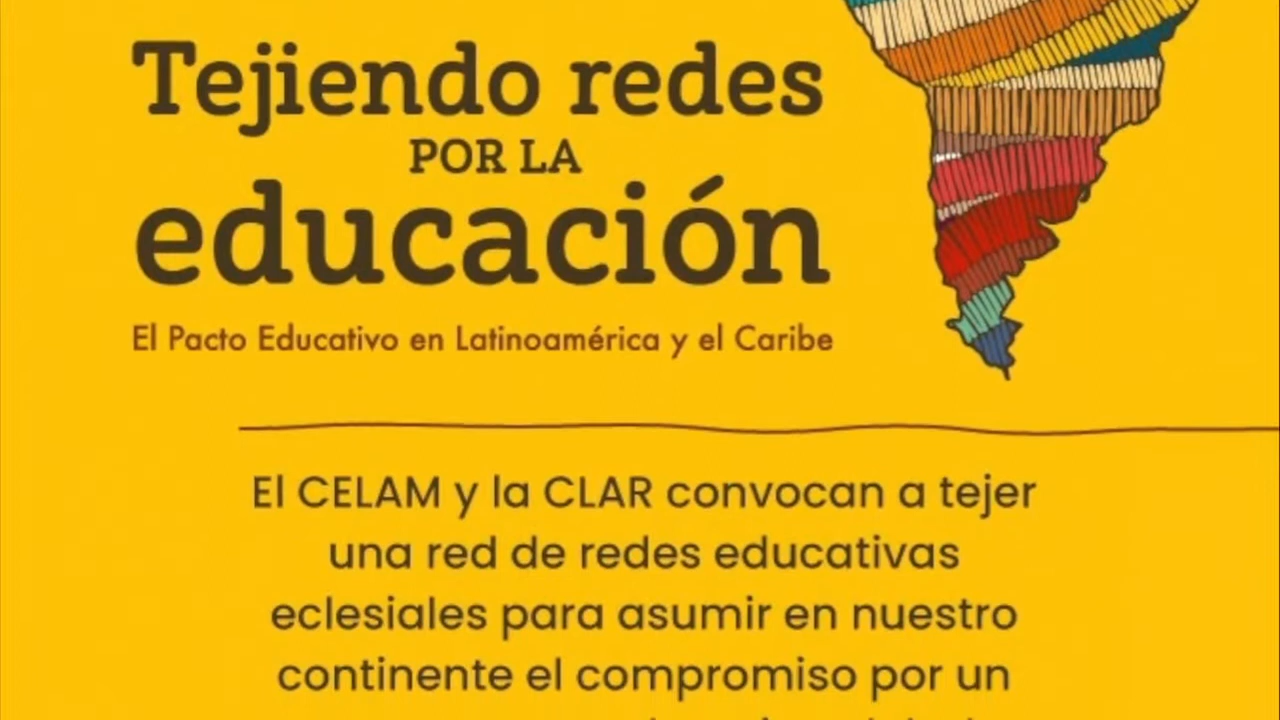 Tejiendo redes
POR LA
educación
El Pacto Educativo en Latinoamérica y el Caribe
El CELAM y la CLAR convocan a tejer
una red de redes educativas
eclesiales para asumir en nuestro
continente el compromiso por un